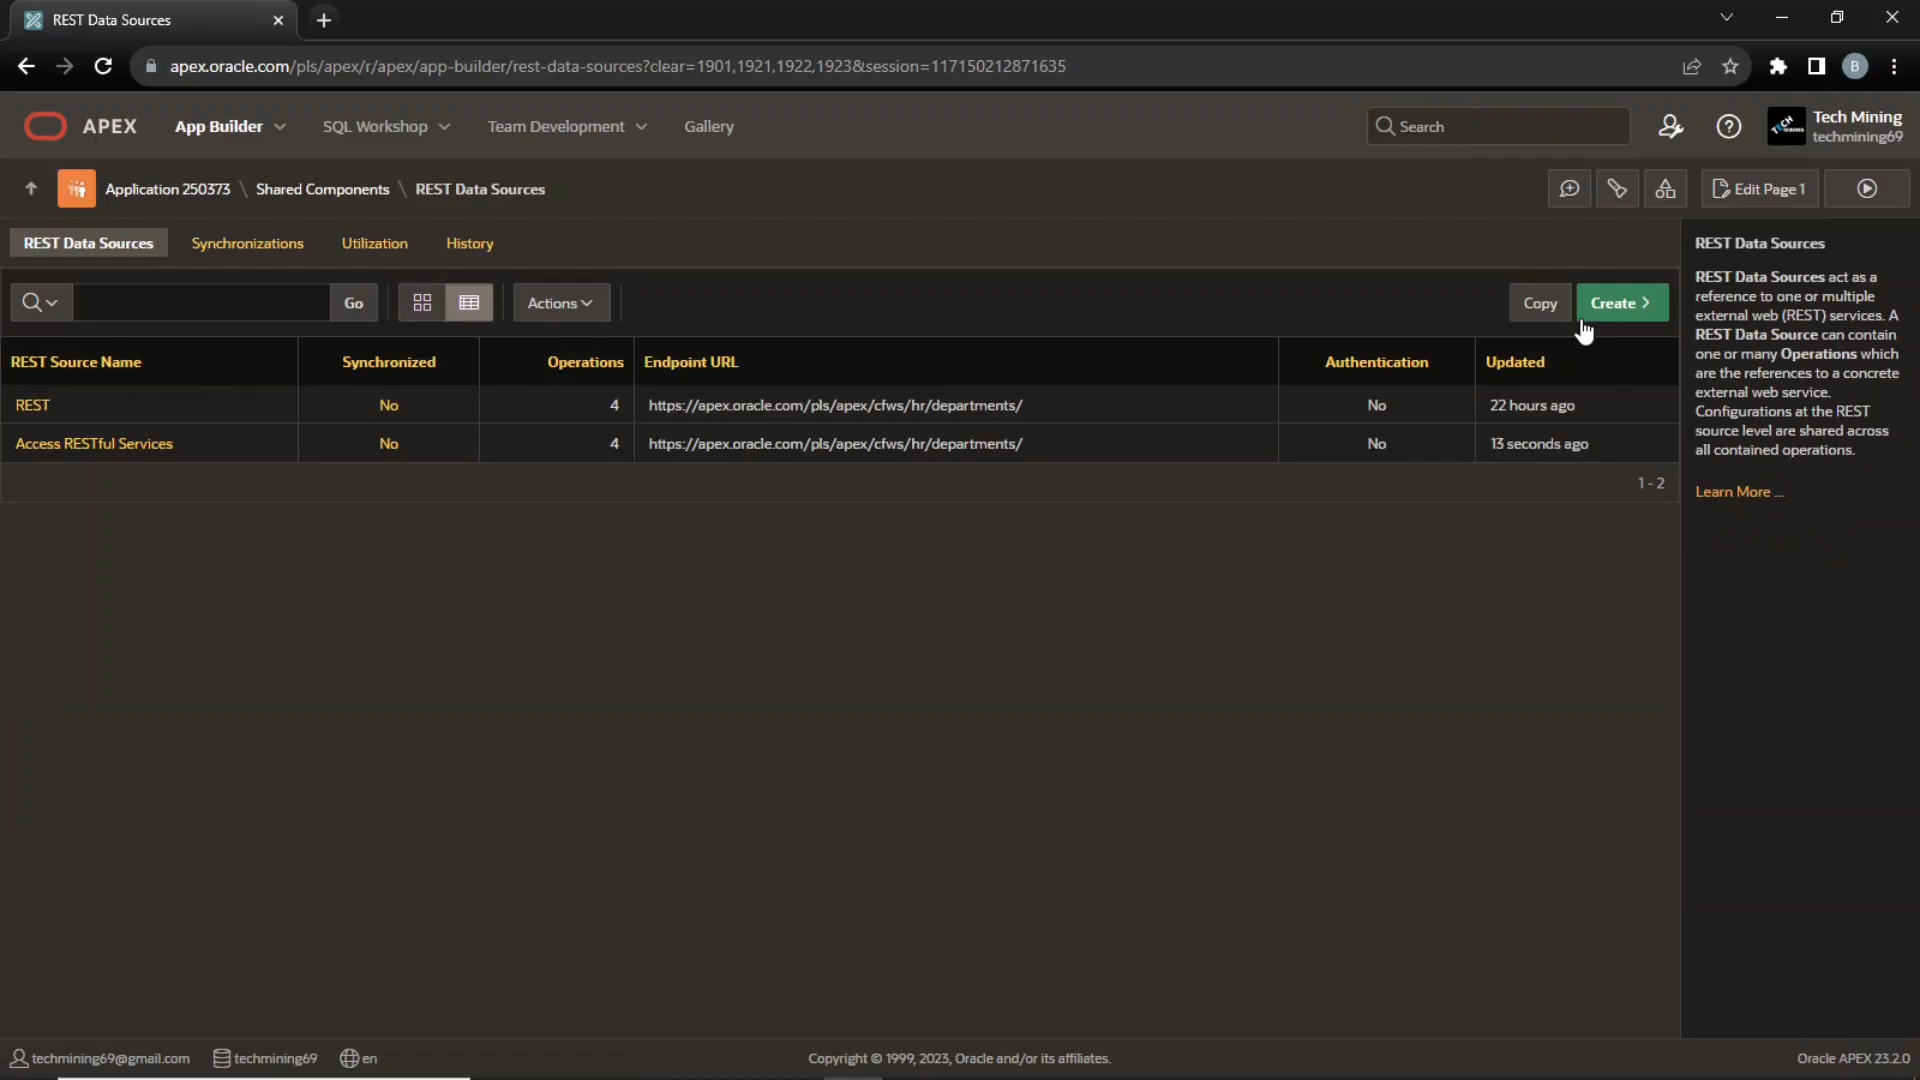 REST Data Sources
apex.oracle.com/pls/apex/r/apex/app-builder/rest-data-sources?clear=1901,1921,1922,1923&session=117150212871635
B
APEX App Builder SQL Workshop Team Development Gallery Search
TECH
Tech Mining
techmining69
Application 250373 \ Shared Components \ REST Data Sources Edit Page 1
REST Data Sources Synchronizations Utilization History
Go Actions Copy Create
REST Source Name Synchronized Operations Endpoint URL Authentication Updated
REST No 4 https://apex.oracle.com/pls/apex/cfws/hr/departments/ No 22 hours ago
Access RESTful Services No 4 https://apex.oracle.com/pls/apex/cfws/hr/departments/ No 13 seconds ago
1 - 2
REST Data Sources
REST Data Sources act as a
reference to one or multiple
external web (REST) services. A
REST Data Source can contain
one or many Operations which
are the references to a concrete
external web service.
Configurations at the REST
source level are shared across
all contained operations.
Learn More ...
techmining69@gmail.com techmining69 en Copyright © 1999, 2023, Oracle and/or its affiliates. Oracle APEX 23.2.0